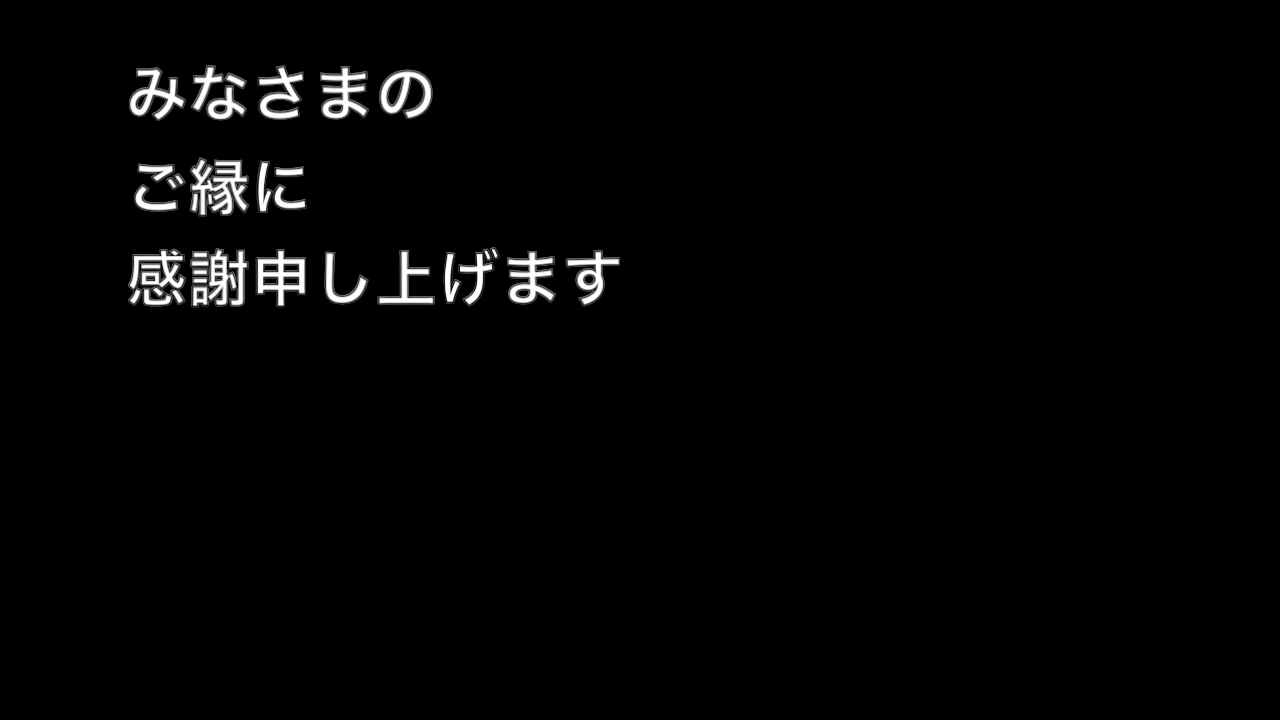 みなさまの
ご縁に
感謝申し上げます